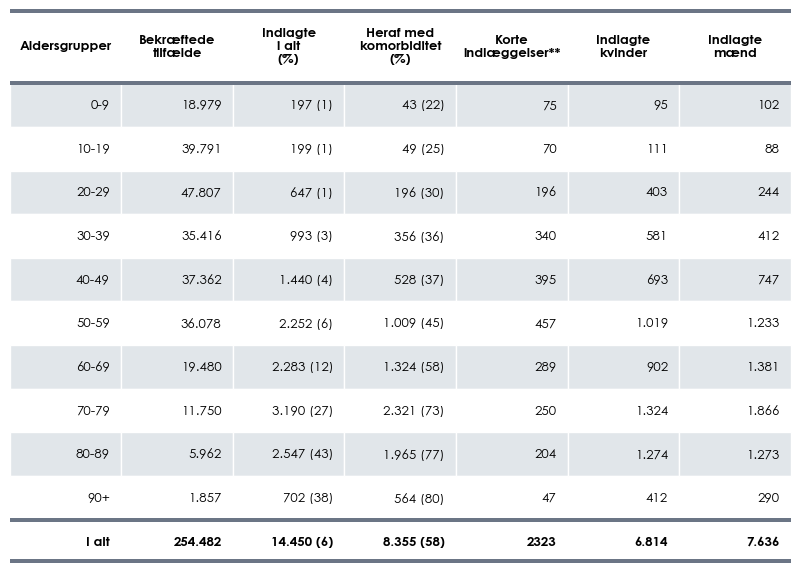 Aldersgrupper Bekræftede tilfælde Indlagte I alt (%) Heraf med komorbiditet (%) Korte indlæggelser** Indlagte kvinder Indlagte mænd
0-9 18.979 197 (1) 43 (22) 75 95 102
10-19 39.791 199 (1) 49 (25) 70 111 88
20-29 47.807 647 (1) 196 (30) 196 403 244
30-39 35.416 993 (3) 356 (36) 340 581 412
40-49 37.362 1.440 (4) 528 (37) 395 693 747
50-59 36.078 2.252 (6) 1.009 (45) 457 1.019 1.233
60-69 19.480 2.283 (12) 1.324 (58) 289 902 1.381
70-79 11.750 3.190 (27) 2.321 (73) 250 1.324 1.866
80-89 5.962 2.547 (43) 1.965 (77) 204 1.274 1.273
90+ 1.857 702 (38) 564 (80) 47 412 290
I alt 254.482 14.450 (6) 8.355 (58) 2323 6.814 7.636